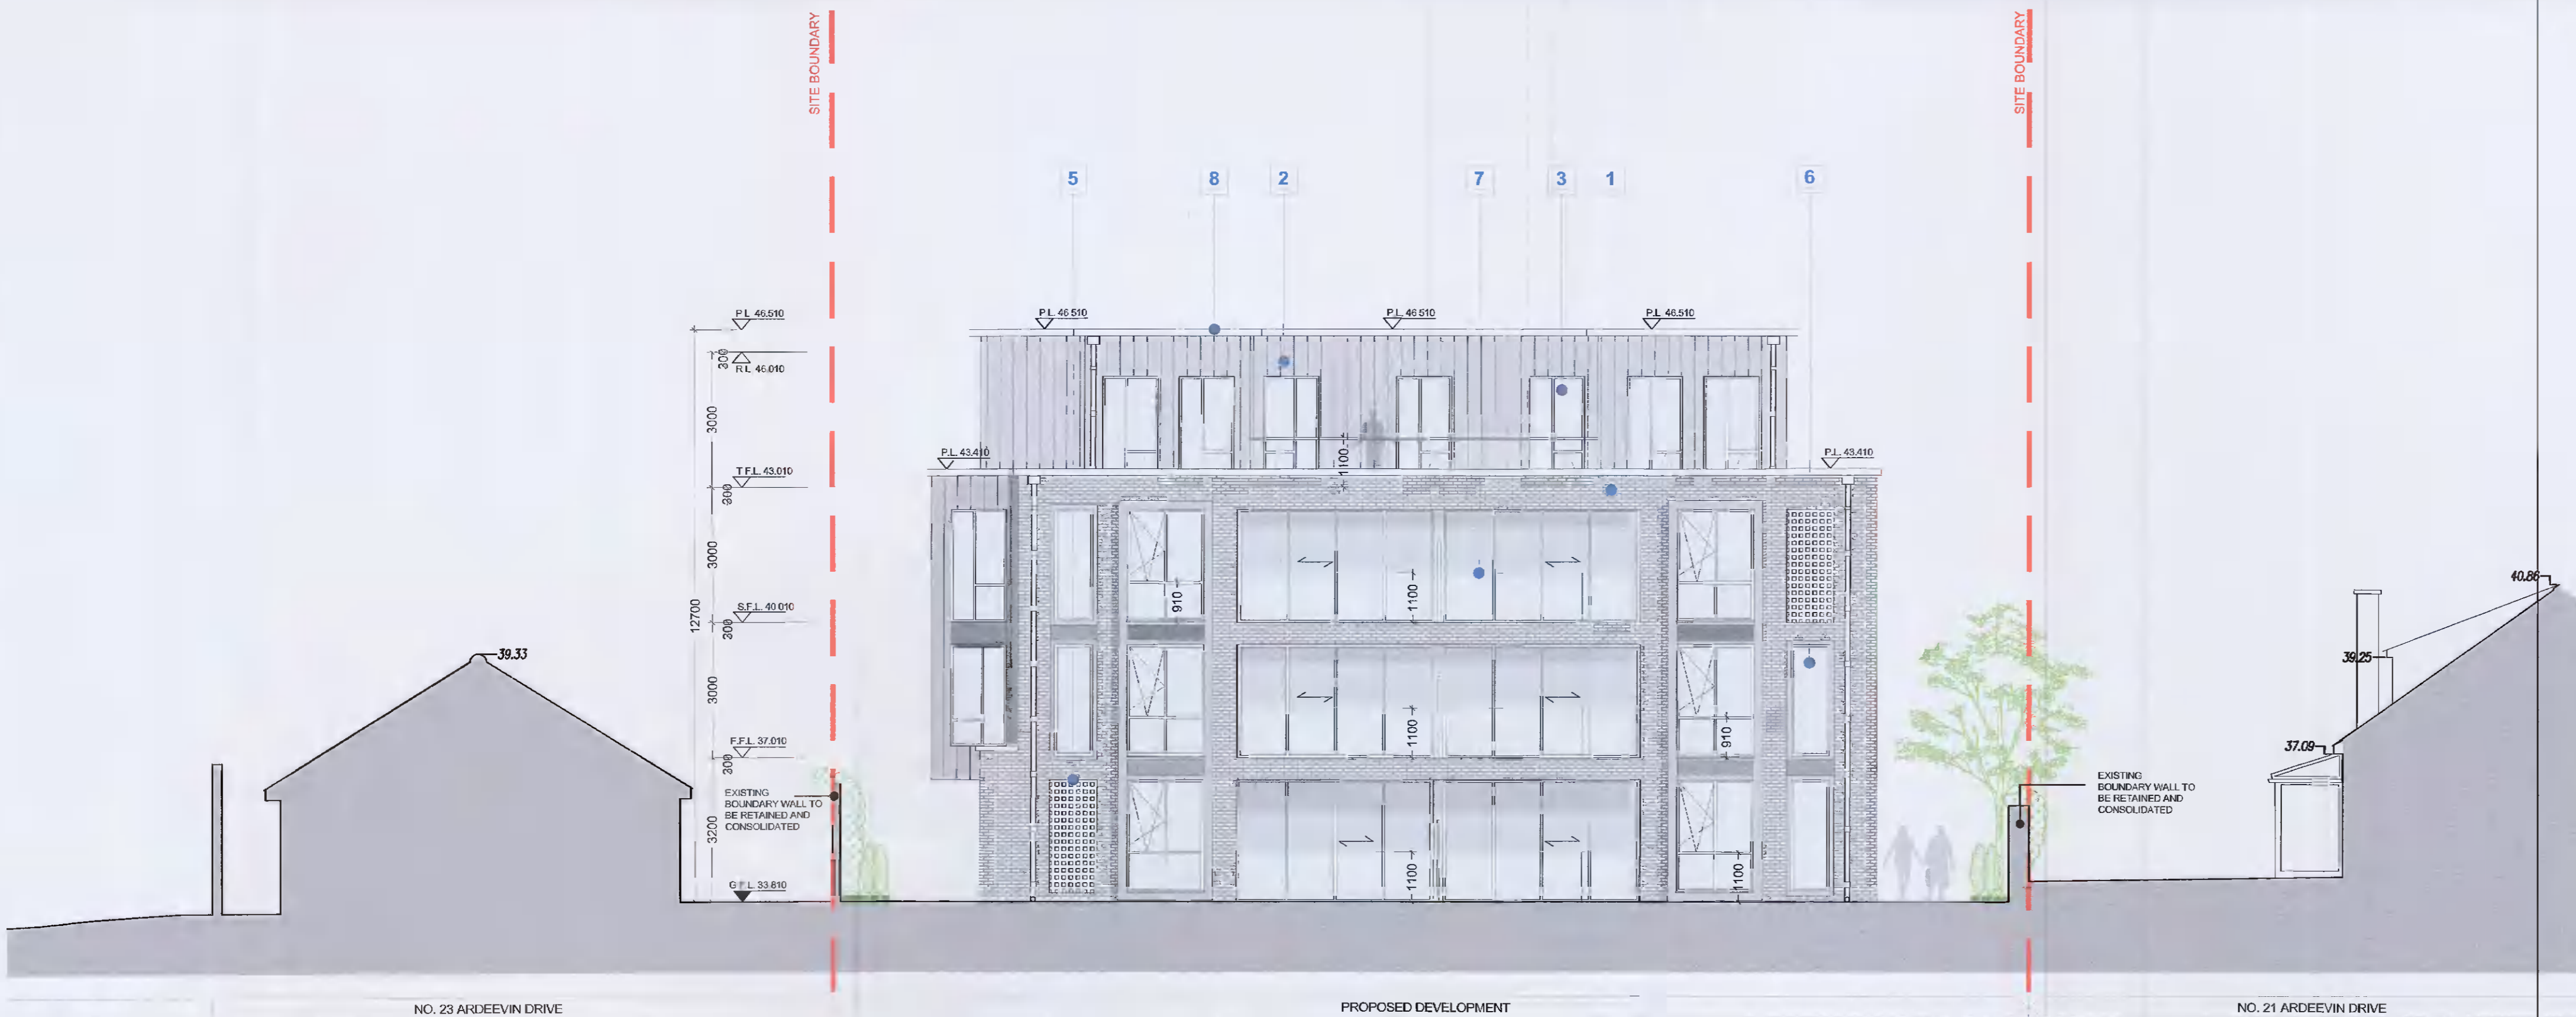 SITE BOUNDARY
SITE BOUNDARY
5
8
2
7
3
1
6
P.L. 46.510
P.L. 46 510
P.L. 46 510
P.L. 46.510
300
R.L. 46.010
3000
T.F.L. 43.010
300
P.L. 43.410
1100
P.L. 43.410
3000
12700
S.F.L. 40.010
300
910
1100
40.86
39.33
39.25
3000
1100
910
F.F.L. 37.010
300
37.09
EXISTING
BOUNDARY WALL TO
BE RETAINED AND
CONSOLIDATED
EXISTING
BOUNDARY WALL TO
BE RETAINED AND
CONSOLIDATED
3200
1100
1100
G.F.L. 33.810
NO. 23 ARDEEVIN DRIVE
PROPOSED DEVELOPMENT
NO. 21 ARDEEVIN DRIVE